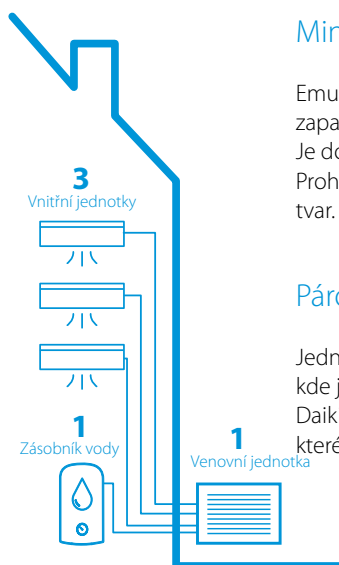 3
Vnitřní jednotky
1
Zásobník vody
1
Venovní jednotka
Min
Emu
zapa
Je do
Proh
tvar.
Páro
Jedn
kde j
Daik
které